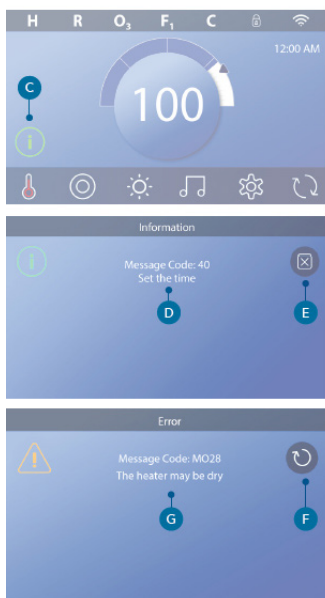 H R O₃ F₁ C
12:00 AM
C
100
i
Information
i
Message Code: 40
Set the time
D
E
Error
Message Code: MO28
The heater may be dry
G
F